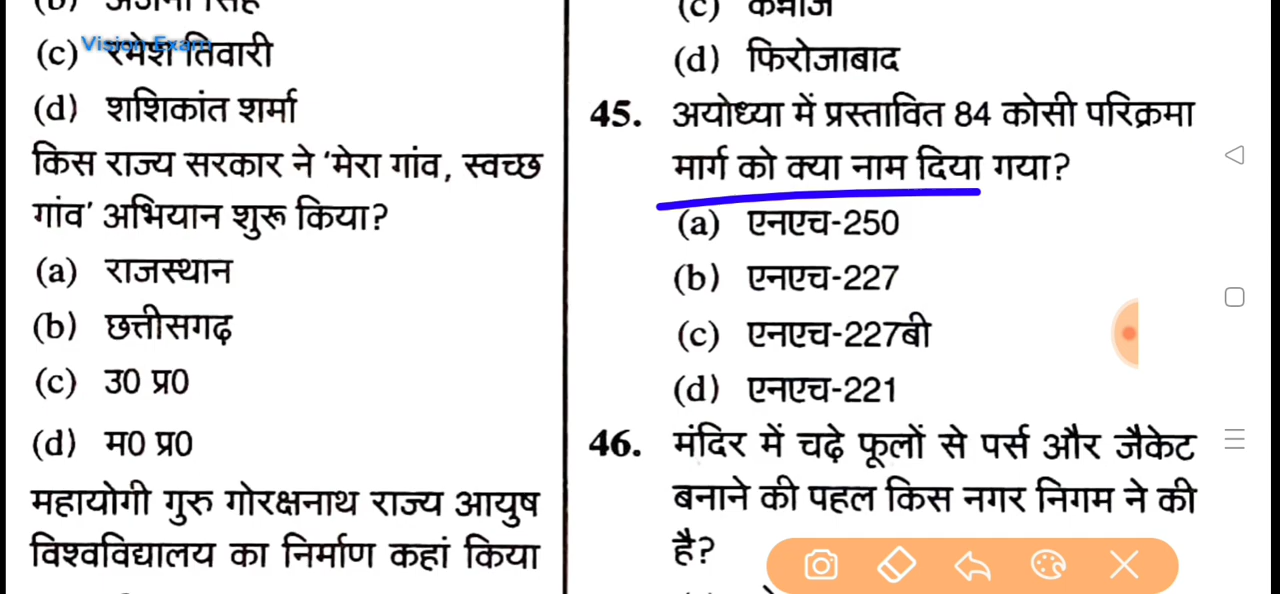 (c) रमेश तिवारी
Vision Exam
(d) शशिकांत शर्मा
किस राज्य सरकार ने ‘मेरा गांव, स्वच्छ
गांव’ अभियान शुरू किया?
(a) राजस्थान
(b) छत्तीसगढ़
(c) उ0 प्र0
(d) म0 प्र0
महायोगी गुरु गोरक्षनाथ राज्य आयुष
विश्वविद्यालय का निर्माण कहां किया
(d) फिरोजाबाद
45. अयोध्या में प्रस्तावित 84 कोसी परिक्रमा
मार्ग को क्या नाम दिया गया?
(a) एनएच-250
(b) एनएच-227
(c) एनएच-227बी
(d) एनएच-221
46. मंदिर में चढ़े फूलों से पर्स और जैकेट
बनाने की पहल किस नगर निगम ने की
है?